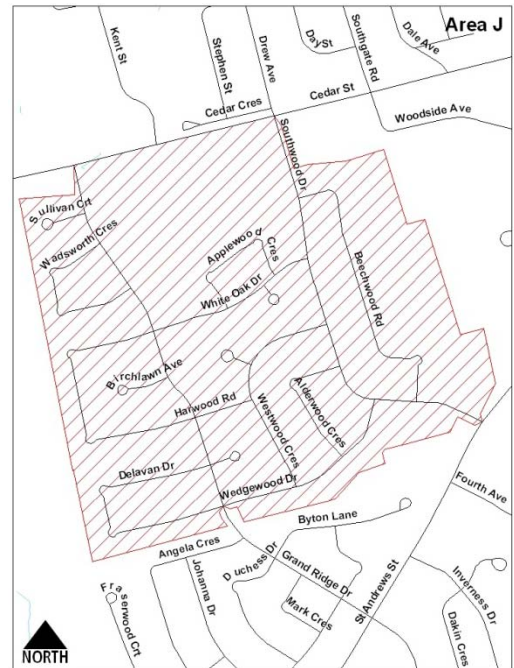 Area J
Kent St
Stephen St
Drew Ave
Day St
Southgate Rd
Dale Ave
Cedar Cres
Cedar St
Woodside Ave
Southwood Dr
Sullivan Crt
Wadsworth Cres
Applewood Cres
White Oak Dr
Beechwood Rd
Birchlawn Ave
Harwood Rd
Westwood Cres
Alderwood Cres
Delavan Dr
Wedgewood Dr
Fourth Ave
Byton Lane
Angela Cres
Duchess Dr
Grand Ridge Dr
St Andrews St
Inverness Dr
Johanna Dr
Mark Cres
Fraserwood Crt
Dakin Cres
NORTH